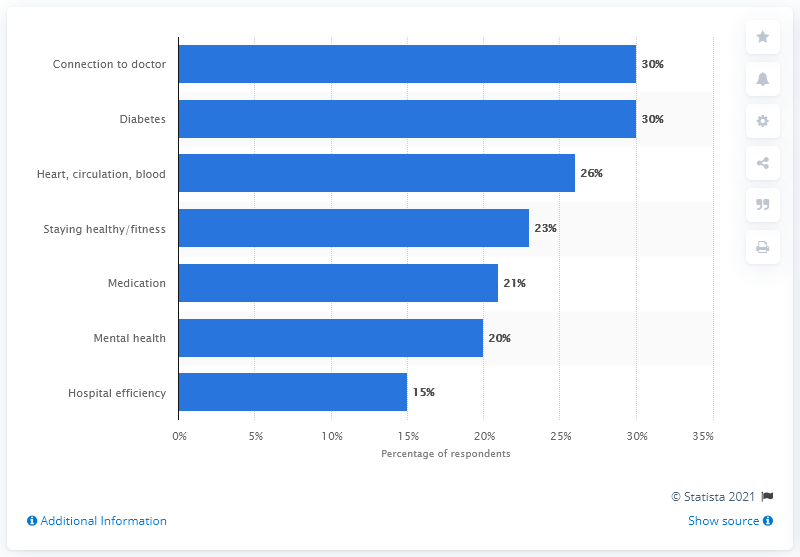 Connection to doctor 30%
Diabetes 30%
Heart, circulation, blood 26%
Staying healthy/fitness 23%
Medication 21%
Mental health 20%
Hospital efficiency 15%
0% 5% 10% 15% 20% 25% 30% 35%
Percentage of respondents
© Statista 2021
Additional Information
Show source